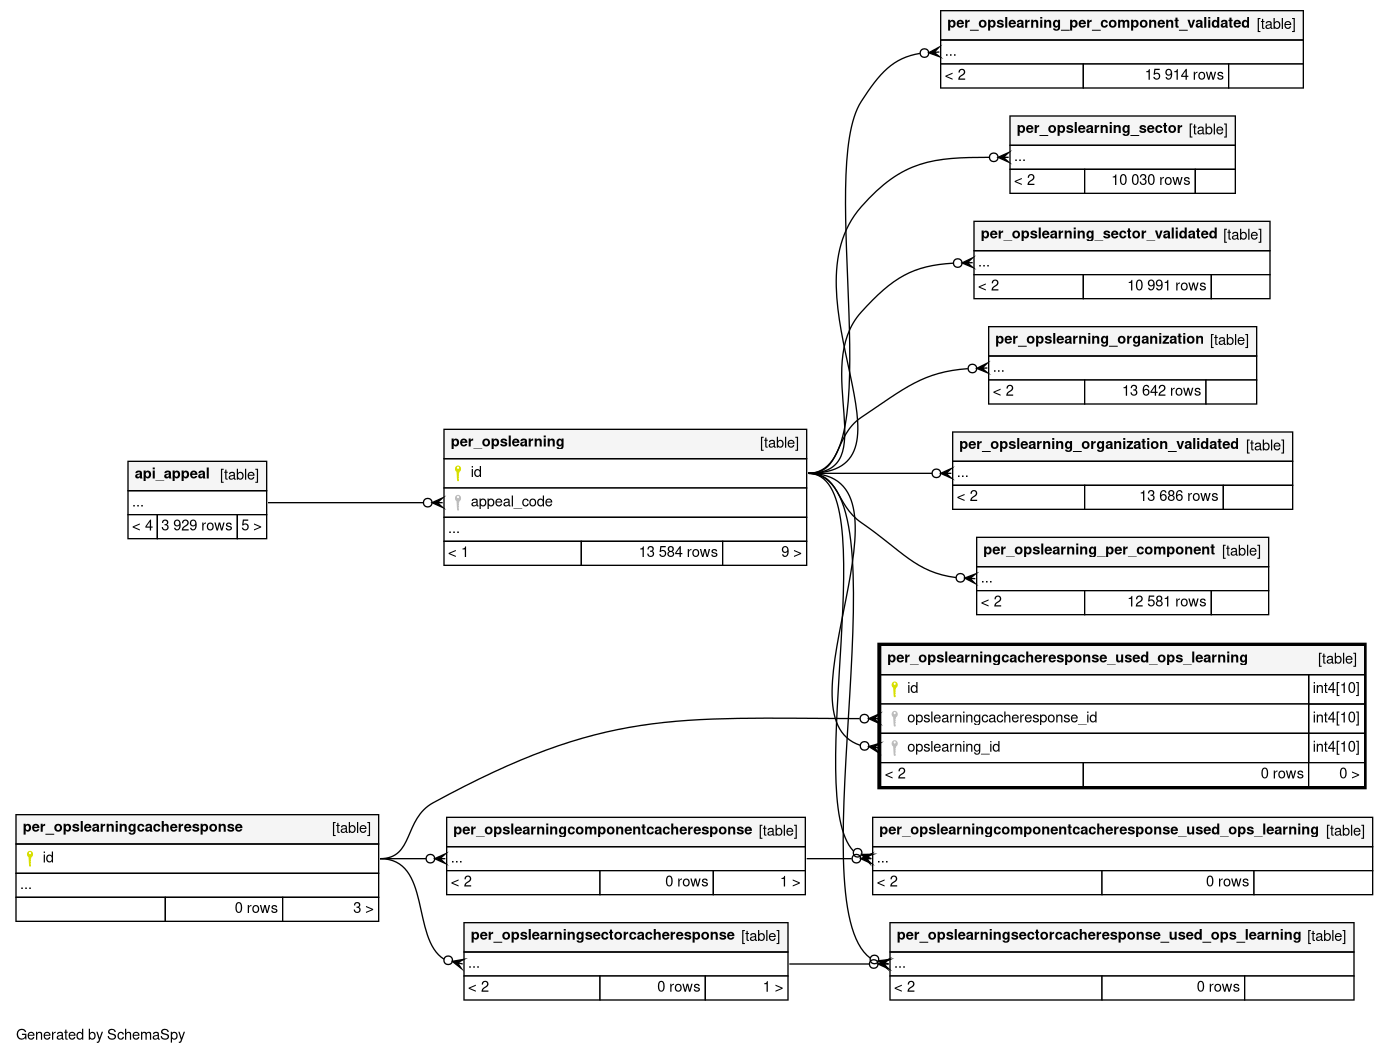 per_opslearning_per_component_validated [table]
...
< 2 15 914 rows
per_opslearning_sector [table]
...
< 2 10 030 rows
per_opslearning_sector_validated [table]
...
< 2 10 991 rows
per_opslearning_organization [table]
...
< 2 13 642 rows
per_opslearning_organization_validated [table]
...
< 2 13 686 rows
per_opslearning [table]
id
appeal_code
...
< 1 13 584 rows 9 >
api_appeal [table]
...
< 4 3 929 rows 5 >
per_opslearning_per_component [table]
...
< 2 12 581 rows
per_opslearningcacheresponse_used_ops_learning [table]
id int4[10]
opslearningcacheresponse_id int4[10]
opslearning_id int4[10]
< 2 0 rows 0 >
per_opslearningcacheresponse [table]
id
...
0 rows 3 >
per_opslearningcomponentcacheresponse [table]
...
< 2 0 rows 1 >
per_opslearningcomponentcacheresponse_used_ops_learning [table]
...
< 2 0 rows
per_opslearningsectorcacheresponse [table]
...
< 2 0 rows 1 >
per_opslearningsectorcacheresponse_used_ops_learning [table]
...
< 2 0 rows
Generated by SchemaSpy